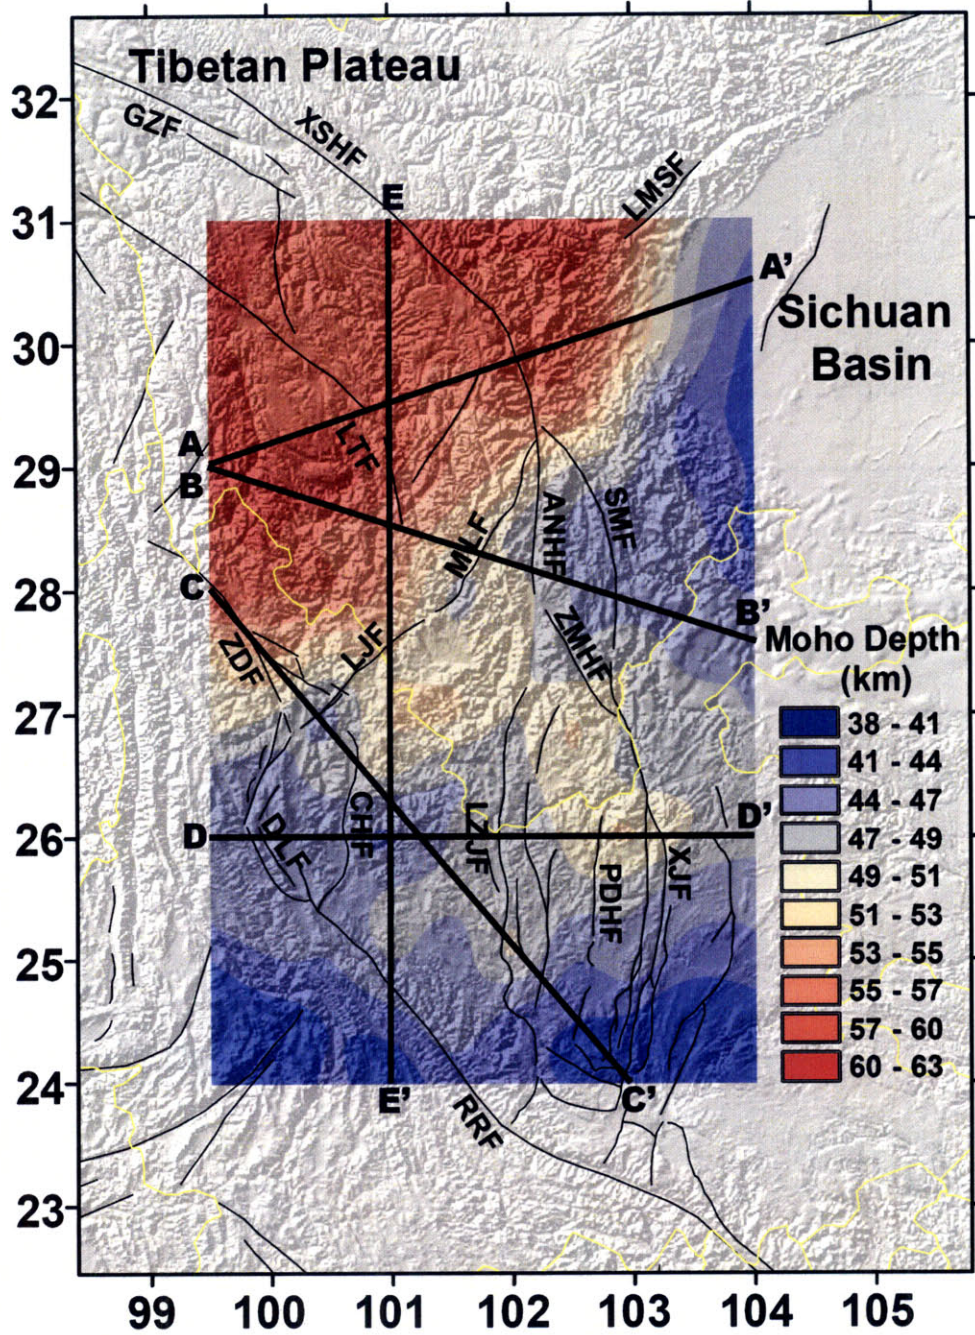 Tibetan Plateau
32
GZF
XSHF
LMSF
E
31
A'
Sichuan
Basin
30
A
LTF
29
B
ANHF
SMF
MLF
28
C
B'
Moho Depth
(km)
ZDF
LJF
ZMHF
27
38 - 41
41 - 44
44 - 47
CHF
LZJF
D
D'
26
47 - 49
DLF
PDHF
XJF
49 - 51
51 - 53
25
53 - 55
55 - 57
57 - 60
60 - 63
24
E'
C'
RRF
23
99 100 101 102 103 104 105